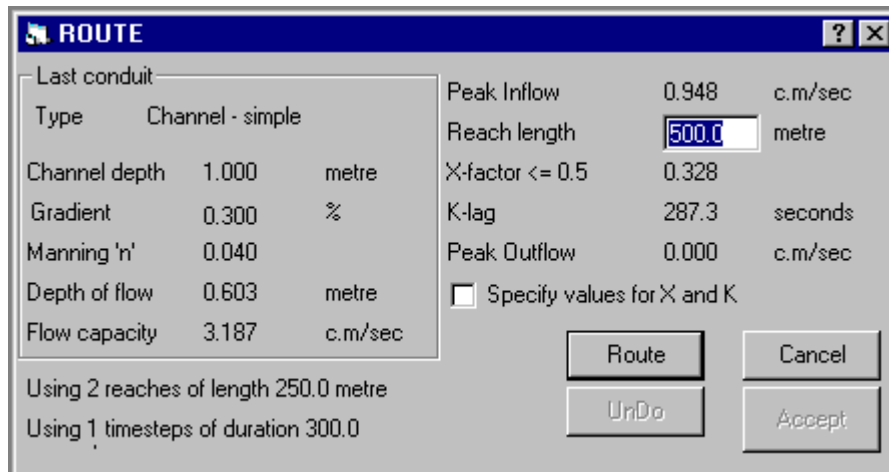 ROUTE
Last conduit
Type Channel - simple
Channel depth 1.000 metre
Gradient 0.300 %
Manning 'n' 0.040
Depth of flow 0.603 metre
Flow capacity 3.187 c.m/sec
Using 2 reaches of length 250.0 metre
Using 1 timesteps of duration 300.0
Peak Inflow 0.948 c.m/sec
Reach length 500.0 metre
X-factor <= 0.5 0.328
K-lag 287.3 seconds
Peak Outflow 0.000 c.m/sec
Specify values for X and K
Route Cancel
UnDo Accept